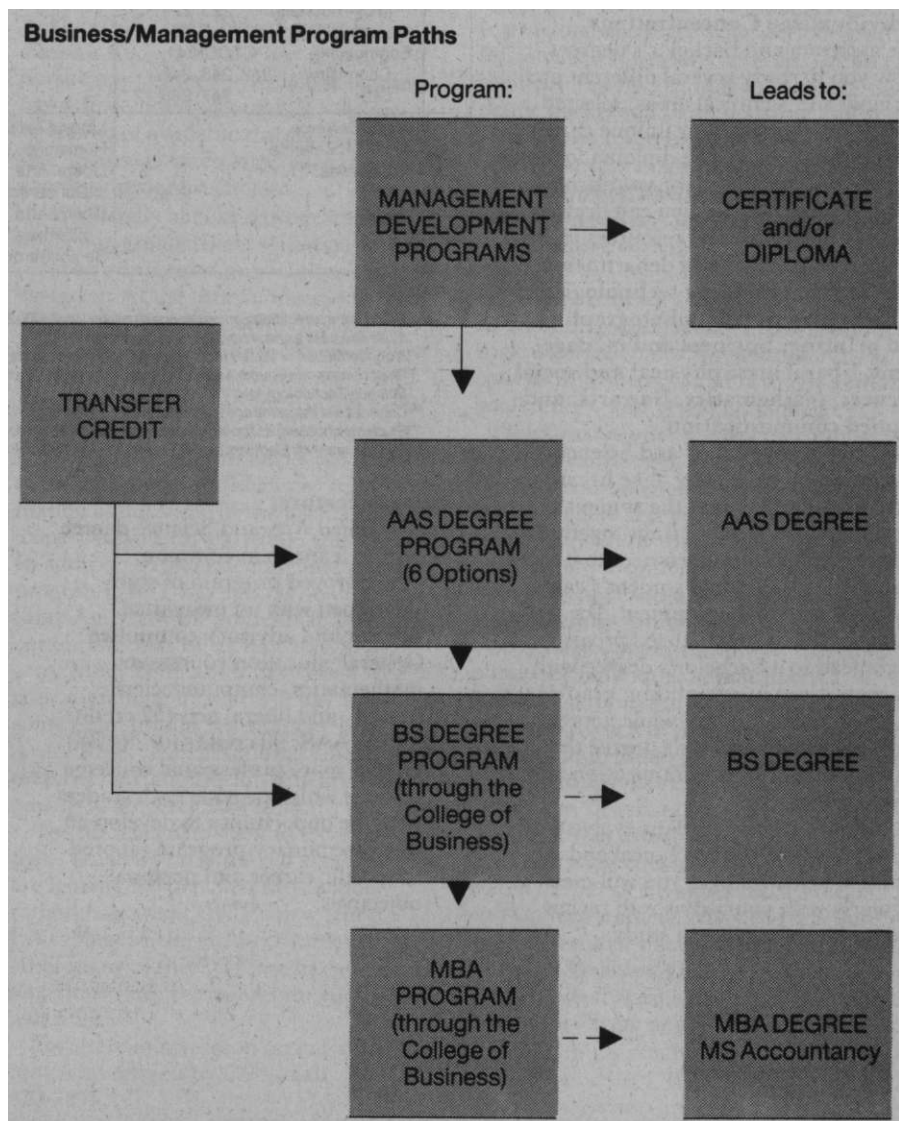 Business/Management Program Paths
Program:
Leads to:
MANAGEMENT
DEVELOPMENT
PROGRAMS
CERTIFICATE
and/or
DIPLOMA
TRANSFER
CREDIT
AAS DEGREE
PROGRAM
(6 Options)
AAS DEGREE
BS DEGREE
PROGRAM
(through the
College of
Business)
BS DEGREE
MBA
PROGRAM
(through the
College of
Business)
MBA DEGREE
MS Accountancy